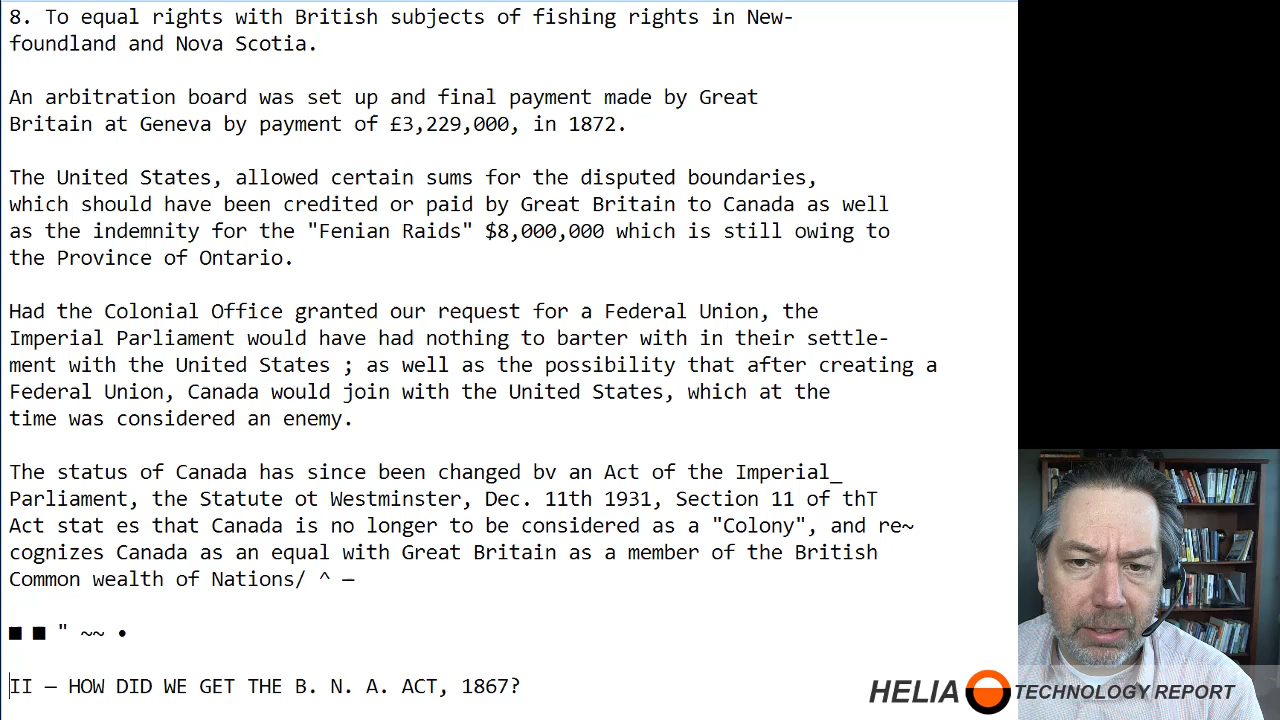 8. To equal rights with British subjects of fishing rights in New-
foundland and Nova Scotia.
An arbitration board was set up and final payment made by Great
Britain at Geneva by payment of £3,229,000, in 1872.
The United States, allowed certain sums for the disputed boundaries,
which should have been credited or paid by Great Britain to Canada as well
as the indemnity for the "Fenian Raids" $8,000,000 which is still owing to
the Province of Ontario.
Had the Colonial Office granted our request for a Federal Union, the
Imperial Parliament would have had nothing to barter with in their settle-
ment with the United States ; as well as the possibility that after creating a
Federal Union, Canada would join with the United States, which at the
time was considered an enemy.
The status of Canada has since been changed bv an Act of the Imperial_
Parliament, the Statute ot Westminster, Dec. 11th 1931, Section 11 of thT
Act stat es that Canada is no longer to be considered as a "Colony", and re~
cognizes Canada as an equal with Great Britain as a member of the British
Common wealth of Nations/ ^ —
■ ■ " ~~ •
II — HOW DID WE GET THE B. N. A. ACT, 1867?
HELIA TECHNOLOGY REPORT